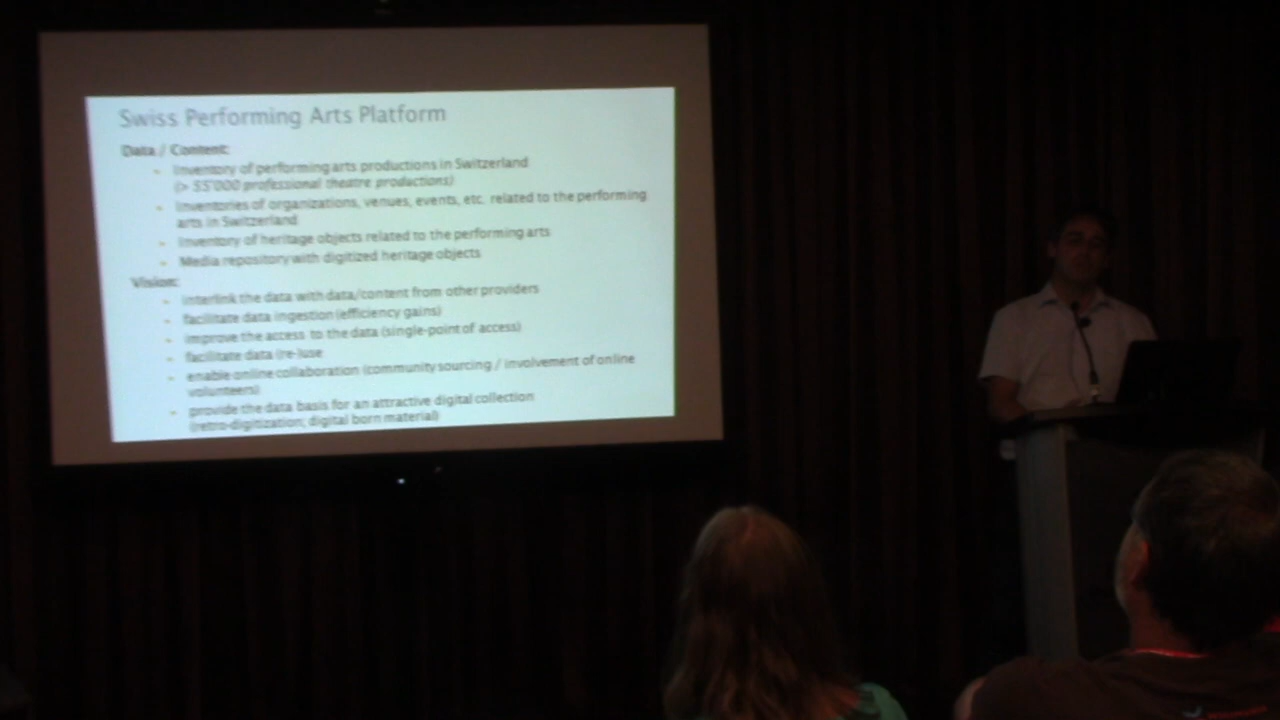 Swiss Performing Arts Platform
Data / Content:
Inventory of performing arts productions in Switzerland
(> 55'000 professional theatre productions)
Inventories of organizations, venues, events, etc. related to the performing
arts in Switzerland
Inventory of heritage objects related to the performing arts
Media repository with digitized heritage objects
Vision:
interlink the data with data/content from other providers
facilitate data ingestion (efficiency gains)
improve the access to the data (single-point of access)
facilitate data (re-)use
enable online collaboration (community sourcing / involvement of online
volunteers)
provide the data basis for an attractive digital collection
(retro-digitization; digital born material)